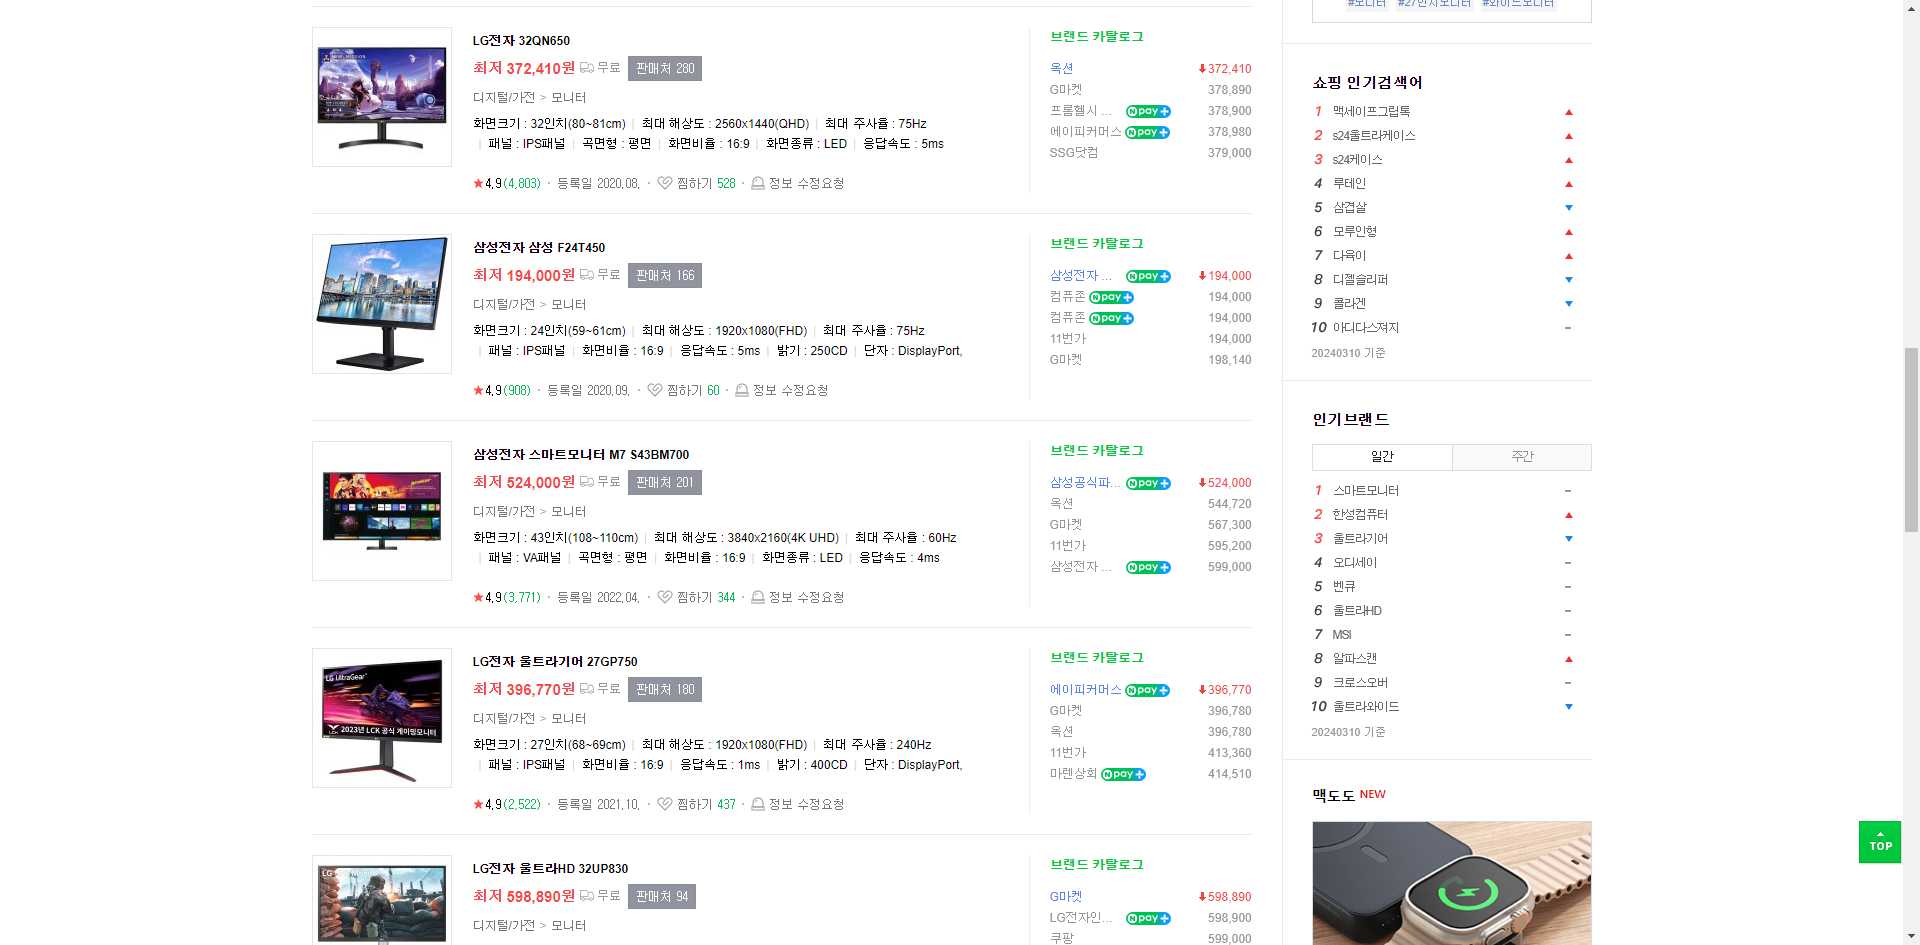 #모니터 #27인치모니터 #와이드모니터
LG전자 32QN650
최저 372,410원 무료 판매처 280
디지털/가전 > 모니터
화면크기 : 32인치(80~81cm) | 최대 해상도 : 2560x1440(QHD) | 최대 주사율 : 75Hz
| 패널 : IPS패널 | 곡면형 : 평면 | 화면비율 : 16:9 | 화면종류 : LED | 응답속도 : 5ms
★4.9(4,803) · 등록일 2020.08. · 찜하기 528 · 정보 수정요청
브랜드 카탈로그
옥션 372,410
G마켓 378,890
프롬헬시 ... N pay+ 378,900
에이피커머스 N pay+ 378,980
SSG닷컴 379,000
삼성전자 삼성 F24T450
최저 194,000원 무료 판매처 166
디지털/가전 > 모니터
화면크기 : 24인치(59~61cm) | 최대 해상도 : 1920x1080(FHD) | 최대 주사율 : 75Hz
| 패널 : IPS패널 | 화면비율 : 16:9 | 응답속도 : 5ms | 밝기 : 250CD | 단자 : DisplayPort,
★4.9(908) · 등록일 2020.09. · 찜하기 60 · 정보 수정요청
브랜드 카탈로그
삼성전자 ... N pay+ 194,000
컴퓨존 N pay+ 194,000
컴퓨존 N pay+ 194,000
11번가 194,000
G마켓 198,140
삼성전자 스마트모니터 M7 S43BM700
최저 524,000원 무료 판매처 201
디지털/가전 > 모니터
화면크기 : 43인치(108~110cm) | 최대 해상도 : 3840x2160(4K UHD) | 최대 주사율 : 60Hz
| 패널 : VA패널 | 곡면형 : 평면 | 화면비율 : 16:9 | 화면종류 : LED | 응답속도 : 4ms
★4.9(3,771) · 등록일 2022.04. · 찜하기 344 · 정보 수정요청
브랜드 카탈로그
삼성공식파... N pay+ 524,000
옥션 544,720
G마켓 567,300
11번가 595,200
삼성전자 ... N pay+ 599,000
LG UltraGear
2023년 LCK 공식 게이밍모니터
LG전자 울트라기어 27GP750
최저 396,770원 무료 판매처 180
디지털/가전 > 모니터
화면크기 : 27인치(68~69cm) | 최대 해상도 : 1920x1080(FHD) | 최대 주사율 : 240Hz
| 패널 : IPS패널 | 화면비율 : 16:9 | 응답속도 : 1ms | 밝기 : 400CD | 단자 : DisplayPort,
★4.9(2,522) · 등록일 2021.10. · 찜하기 437 · 정보 수정요청
브랜드 카탈로그
에이피커머스 N pay+ 396,770
G마켓 396,780
옥션 396,780
11번가 413,360
마렌상회 N pay+ 414,510
LG
LG전자 울트라HD 32UP830
최저 598,890원 무료 판매처 94
디지털/가전 > 모니터
브랜드 카탈로그
G마켓 598,890
LG전자인... N pay+ 598,900
쿠팡 599,000
쇼핑 인기검색어
1 맥세이프그립톡
2 s24울트라케이스
3 s24케이스
4 루테인
5 삼겹살
6 모루인형
7 다육이
8 디젤슬리퍼
9 콜라겐
10 아디다스져지
20240310 기준
인기브랜드
일간 주간
1 스마트모니터
2 한성컴퓨터
3 울트라기어
4 오디세이
5 벤큐
6 울트라HD
7 MSI
8 알파스캔
9 크로스오버
10 울트라와이드
20240310 기준
맥도도 NEW
TOP